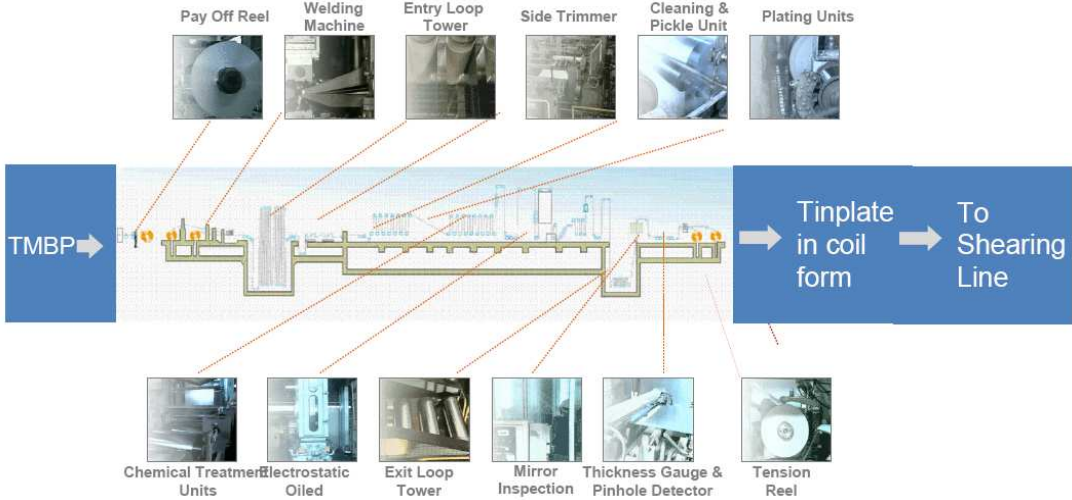 Pay Off Reel
Welding
Machine
Entry Loop
Tower
Side Trimmer
Cleaning &
Pickle Unit
Plating Units
TMBP
Tinplate
in coil
form
To
Shearing
Line
Chemical Treatment
Units
Electrostatic
Oiled
Exit Loop
Tower
Mirror
Inspection
Thickness Gauge &
Pinhole Detector
Tension
Reel